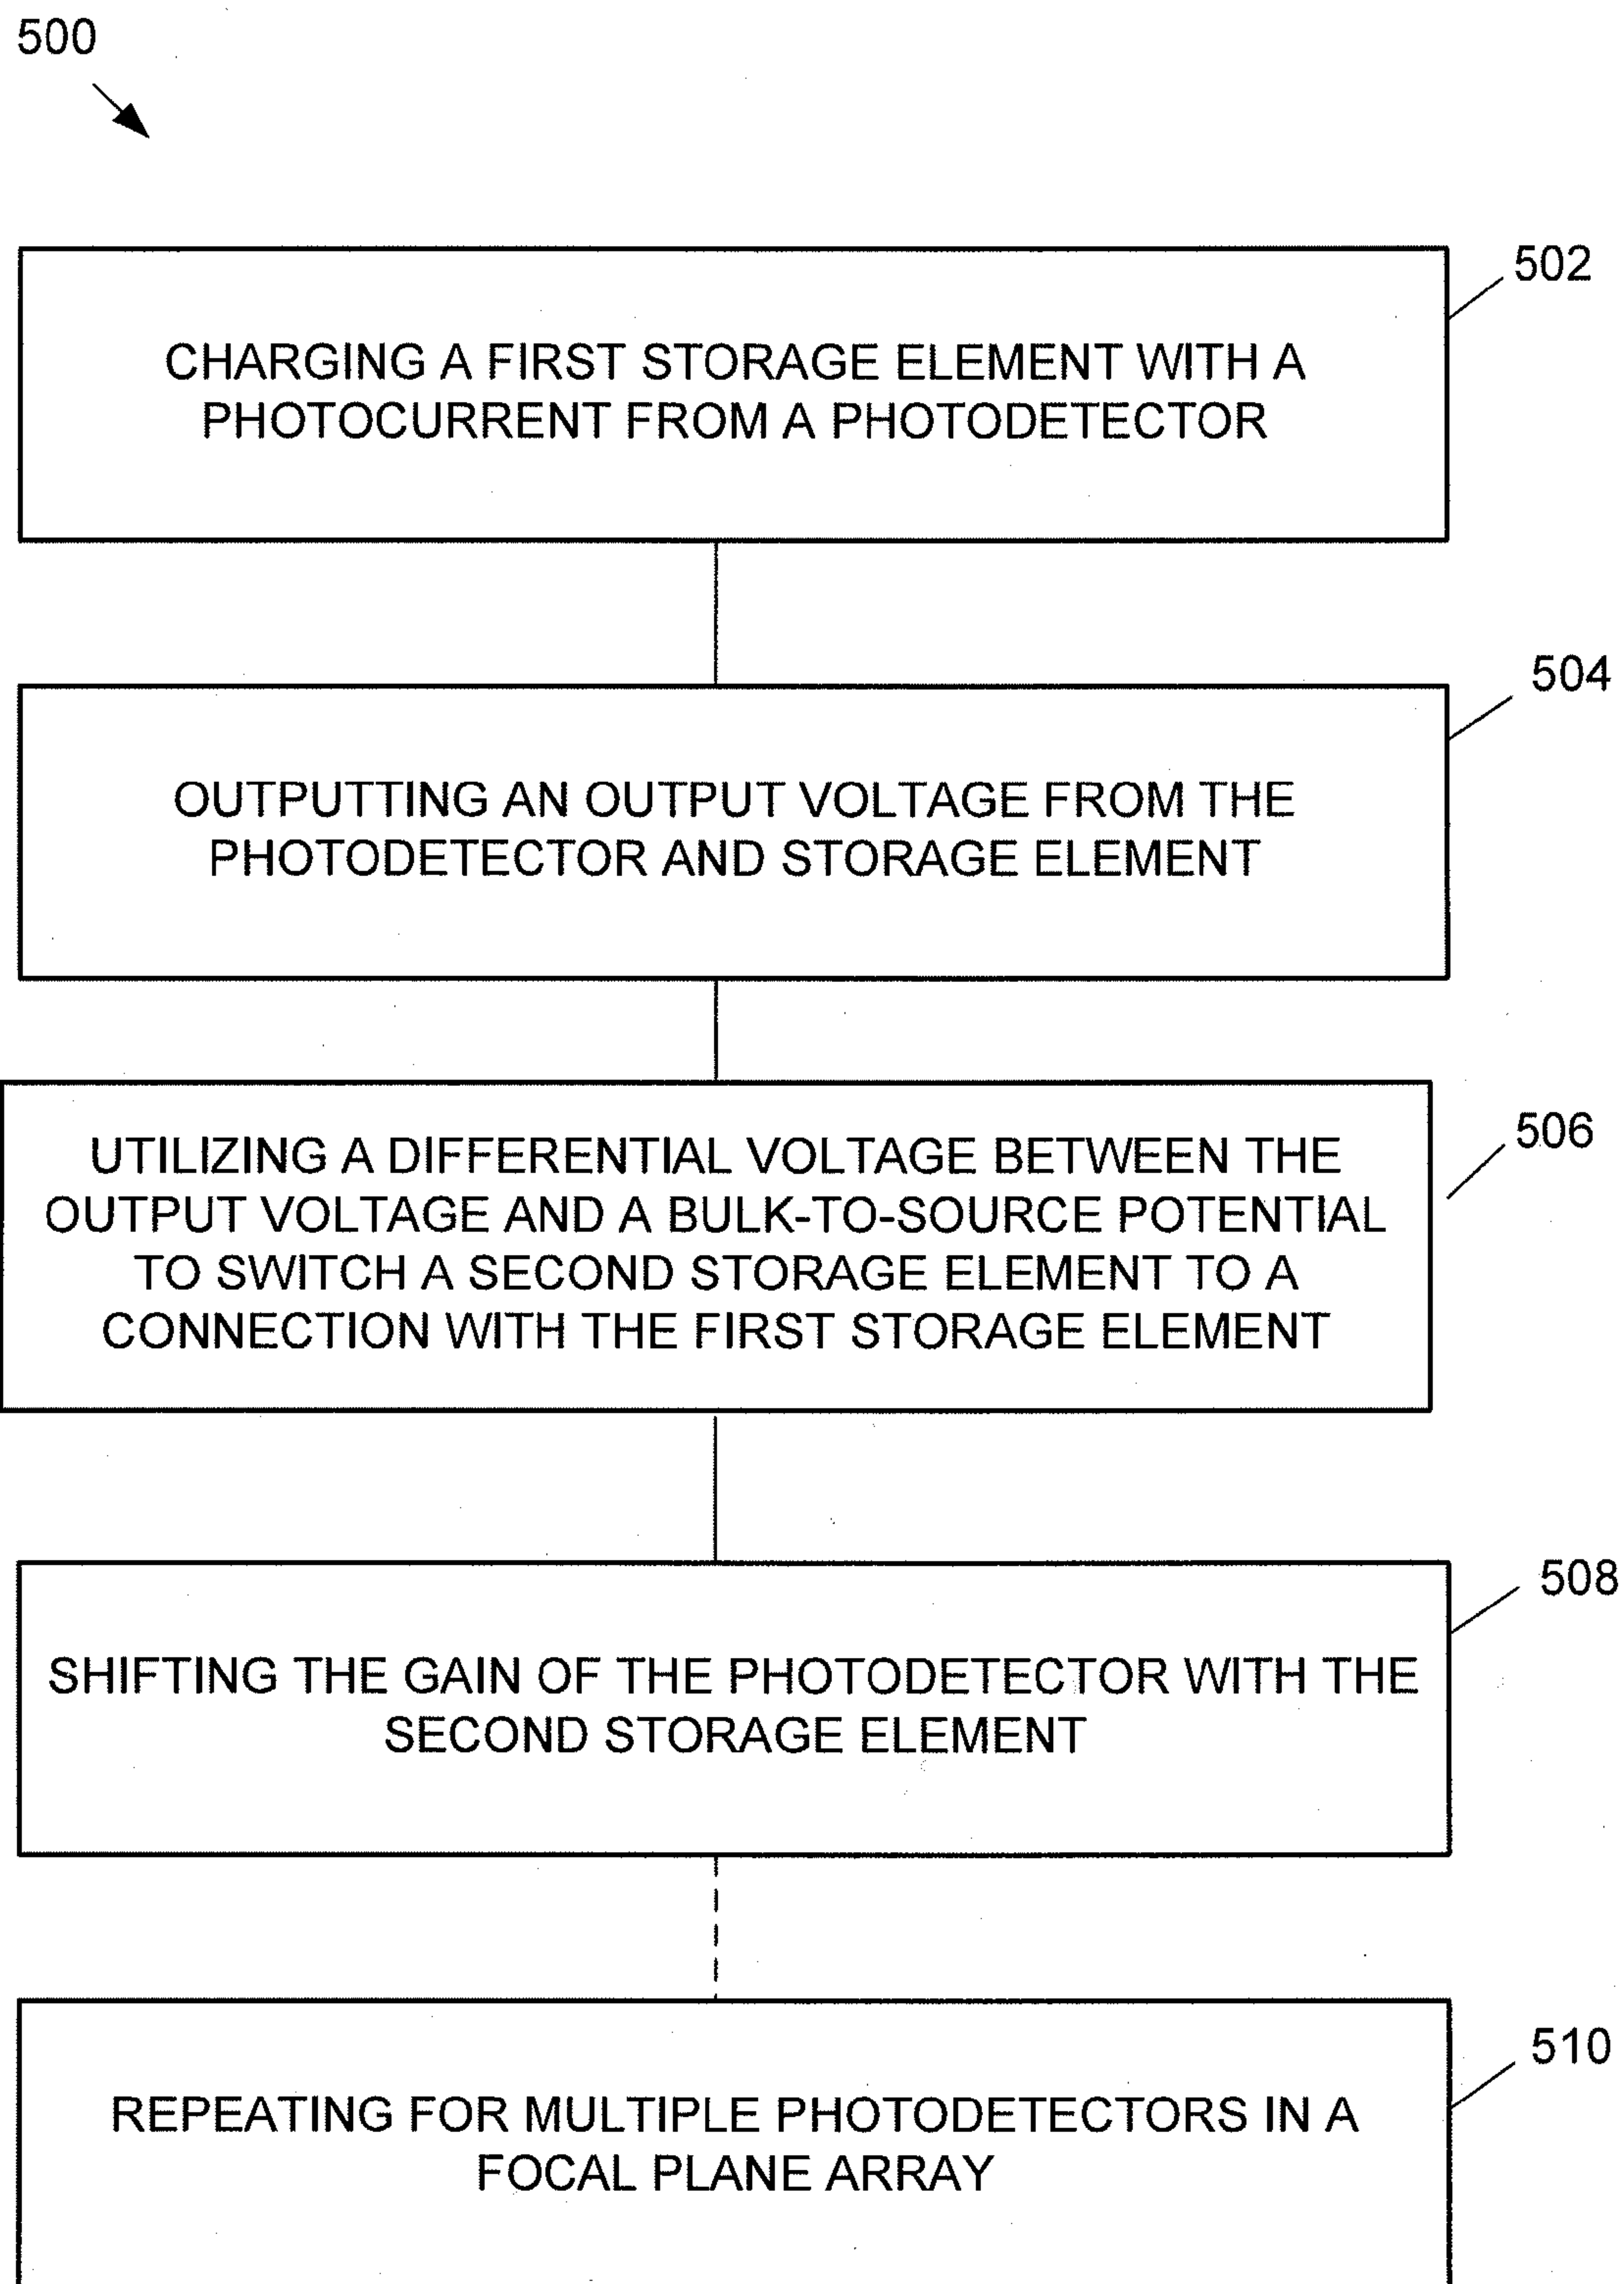 500
502
CHARGING A FIRST STORAGE ELEMENT WITH A
PHOTOCURRENT FROM A PHOTODETECTOR
504
OUTPUTTING AN OUTPUT VOLTAGE FROM THE
PHOTODETECTOR AND STORAGE ELEMENT
506
UTILIZING A DIFFERENTIAL VOLTAGE BETWEEN THE
OUTPUT VOLTAGE AND A BULK-TO-SOURCE POTENTIAL
TO SWITCH A SECOND STORAGE ELEMENT TO A
CONNECTION WITH THE FIRST STORAGE ELEMENT
508
SHIFTING THE GAIN OF THE PHOTODETECTOR WITH THE
SECOND STORAGE ELEMENT
510
REPEATING FOR MULTIPLE PHOTODETECTORS IN A
FOCAL PLANE ARRAY